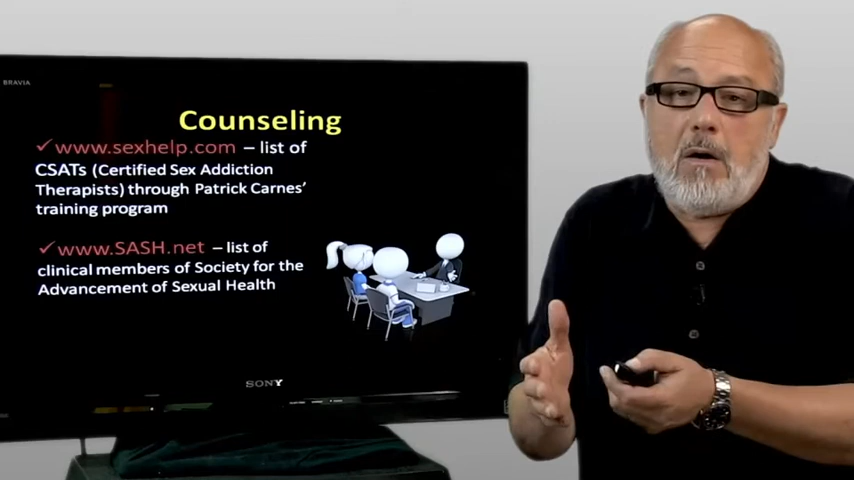 BRAVIA
Counseling
✓www.sexhelp.com – list of
CSATs (Certified Sex Addiction
Therapists) through Patrick Carnes’
training program
✓www.SASH.net – list of
clinical members of Society for the
Advancement of Sexual Health
SONY